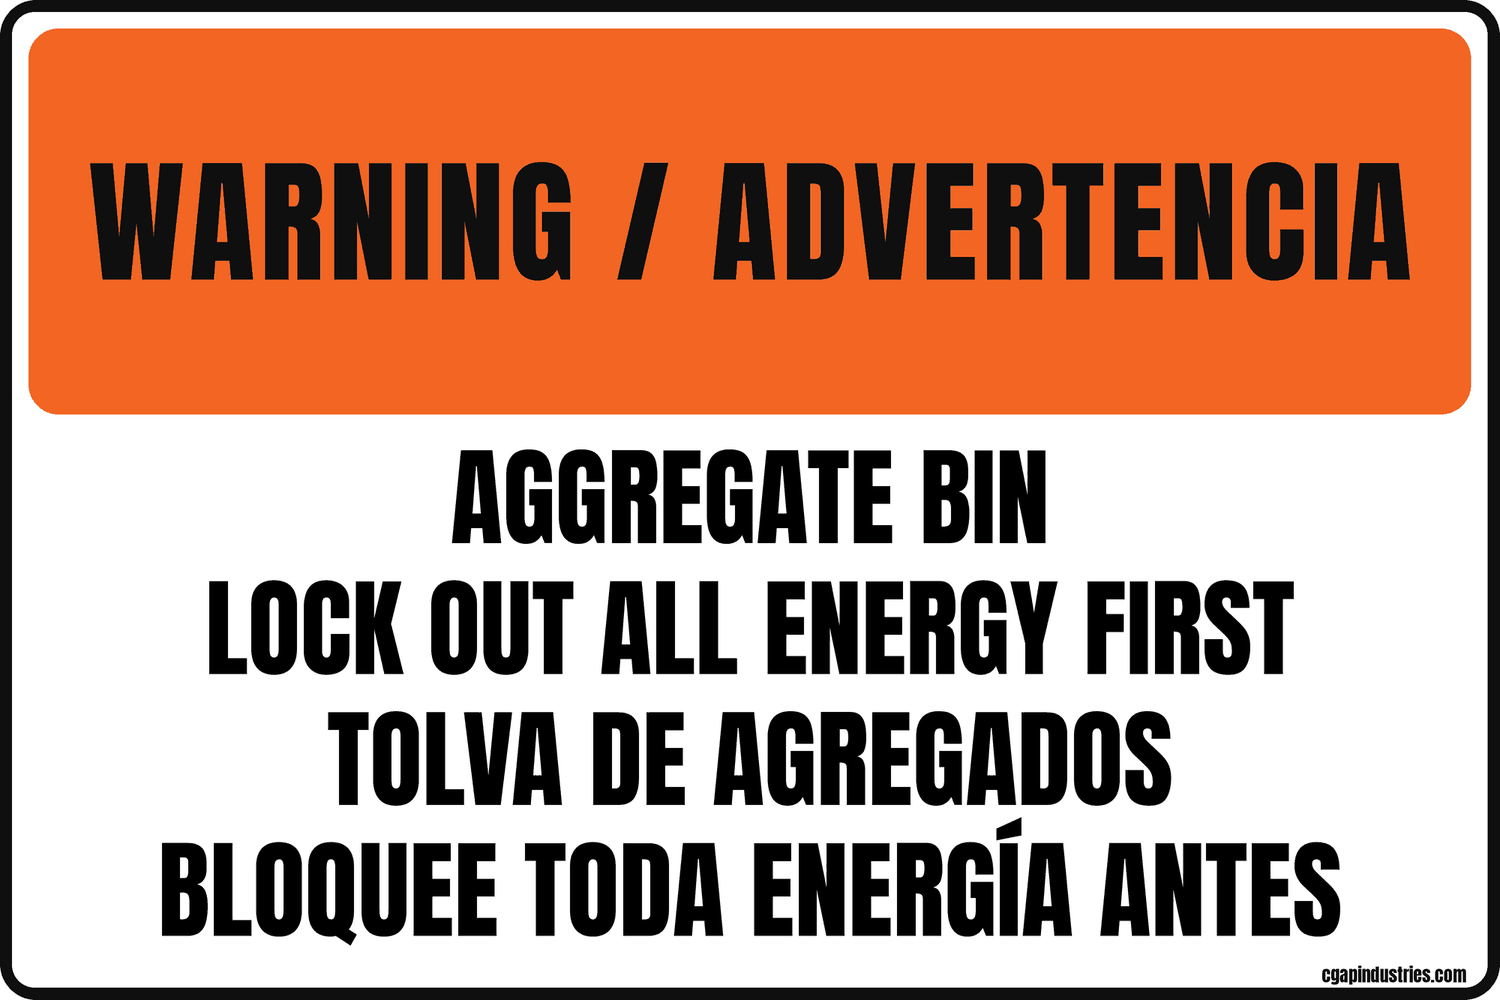 WARNING / ADVERTENCIA
AGGREGATE BIN
LOCK OUT ALL ENERGY FIRST
TOLVA DE AGREGADOS
BLOQUEE TODA ENERGÍA ANTES
cgapindustries.com